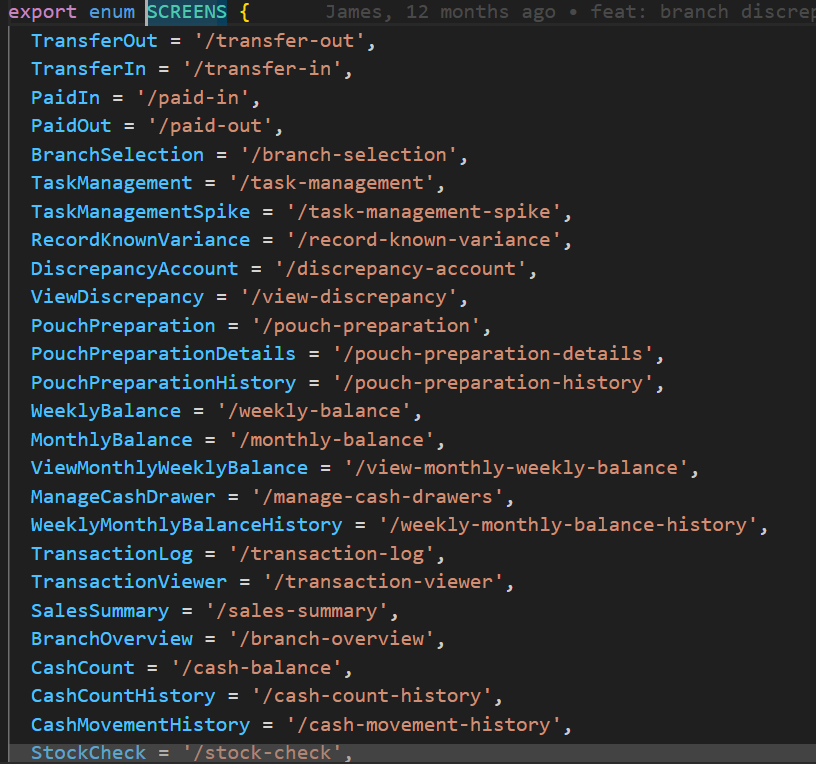 export enum SCREENS {    James, 12 months ago • feat: branch discrep
TransferOut = '/transfer-out',
TransferIn = '/transfer-in',
PaidIn = '/paid-in',
PaidOut = '/paid-out',
BranchSelection = '/branch-selection',
TaskManagement = '/task-management',
TaskManagementSpike = '/task-management-spike',
RecordKnownVariance = '/record-known-variance',
DiscrepancyAccount = '/discrepancy-account',
ViewDiscrepancy = '/view-discrepancy',
PouchPreparation = '/pouch-preparation',
PouchPreparationDetails = '/pouch-preparation-details',
PouchPreparationHistory = '/pouch-preparation-history',
WeeklyBalance = '/weekly-balance',
MonthlyBalance = '/monthly-balance',
ViewMonthlyWeeklyBalance = '/view-monthly-weekly-balance',
ManageCashDrawer = '/manage-cash-drawers',
WeeklyMonthlyBalanceHistory = '/weekly-monthly-balance-history',
TransactionLog = '/transaction-log',
TransactionViewer = '/transaction-viewer',
SalesSummary = '/sales-summary',
BranchOverview = '/branch-overview',
CashCount = '/cash-balance',
CashCountHistory = '/cash-count-history',
CashMovementHistory = '/cash-movement-history',
StockCheck = '/stock-check',